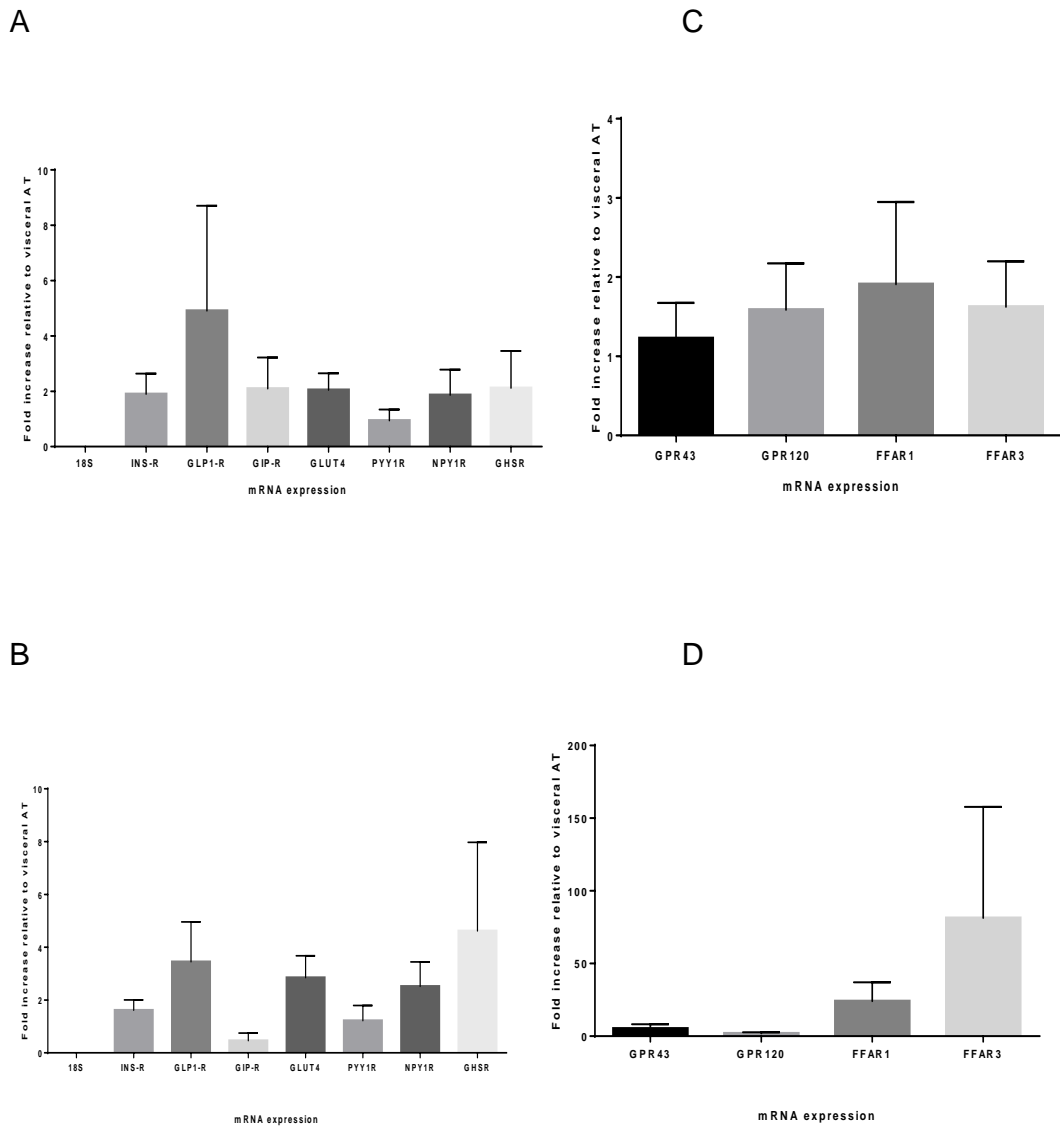 A
Fold increase relative to visceral AT
10
8
6
4
2
0
18S INS-R GLP1-R GIP-R GLUT4 PYY1R NPY1R GHSR
mRNA expression
C
Fold increase relative to visceral AT
4
3
2
1
0
GPR43 GPR120 FFAR1 FFAR3
mRNA expression
B
Fold increase relative to visceral AT
10
8
6
4
2
0
18S INS-R GLP1-R GIP-R GLUT4 PYY1R NPY1R GHSR
mRNA expression
D
Fold increase relative to visceral AT
200
150
100
50
0
GPR43 GPR120 FFAR1 FFAR3
mRNA expression